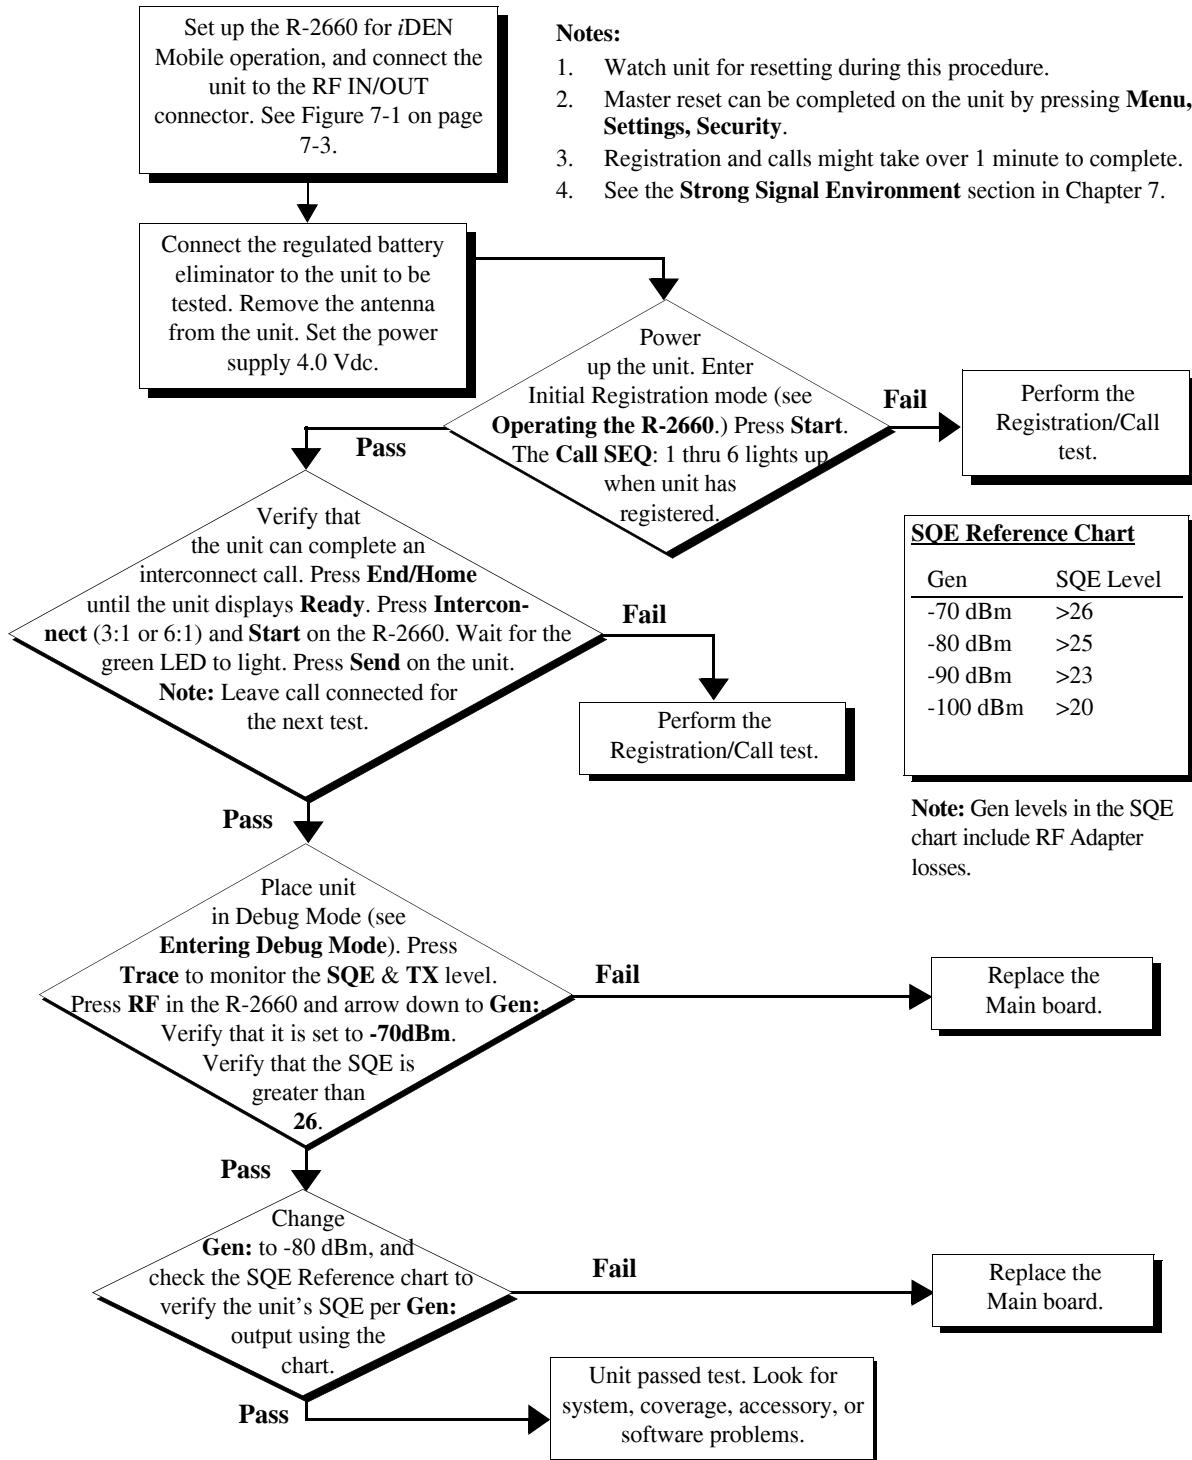 Set up the R-2660 for iDEN
Mobile operation, and connect the
unit to the RF IN/OUT
connector. See Figure 7-1 on page
7-3.
Notes:
1. Watch unit for resetting during this procedure.
2. Master reset can be completed on the unit by pressing Menu,
Settings, Security.
3. Registration and calls might take over 1 minute to complete.
4. See the Strong Signal Environment section in Chapter 7.
Connect the regulated battery
eliminator to the unit to be
tested. Remove the antenna
from the unit. Set the power
supply 4.0 Vdc.
Power
up the unit. Enter
Initial Registration mode (see
Operating the R-2660.) Press Start.
The Call SEQ: 1 thru 6 lights up
when unit has
registered.
Fail
Perform the
Registration/Call
test.
Pass
Verify that
the unit can complete an
interconnect call. Press End/Home
until the unit displays Ready. Press Intercon-
nect (3:1 or 6:1) and Start on the R-2660. Wait for the
green LED to light. Press Send on the unit.
Note: Leave call connected for
the next test.
Fail
Perform the
Registration/Call test.
SQE Reference Chart
Gen SQE Level
-70 dBm >26
-80 dBm >25
-90 dBm >23
-100 dBm >20
Note: Gen levels in the SQE
chart include RF Adapter
losses.
Pass
Place unit
in Debug Mode (see
Entering Debug Mode). Press
Trace to monitor the SQE & TX level.
Press RF in the R-2660 and arrow down to Gen:.
Verify that it is set to -70dBm.
Verify that the SQE is
greater than
26.
Fail
Replace the
Main board.
Pass
Change
Gen: to -80 dBm, and
check the SQE Reference chart to
verify the unit's SQE per Gen:
output using the
chart.
Fail
Replace the
Main board.
Pass
Unit passed test. Look for
system, coverage, accessory, or
software problems.